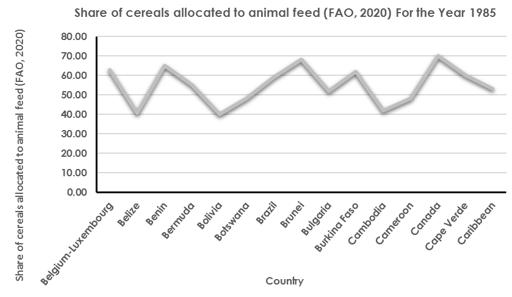 Share of cereals allocated to animal feed (FAO, 2020) For the Year 1985
Share of cereals allocated to animal feed (FAO, 2020)
80.00
70.00
60.00
50.00
40.00
30.00
20.00
10.00
0.00
Belgium-Luxembourg
Belize
Benin
Bermuda
Bolivia
Botswana
Brazil
Brunei
Bulgaria
Burkina Faso
Cambodia
Cameroon
Canada
Cape Verde
Caribbean
Country